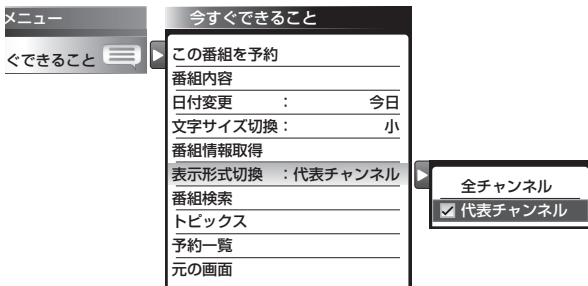 メニュー
ぐできること
今すぐできること
この番組を予約
番組内容
日付変更 : 今日
文字サイズ切換 : 小
番組情報取得
表示形式切換 : 代表チャンネル
番組検索
トピックス
予約一覧
元の画面
全チャンネル
代表チャンネル